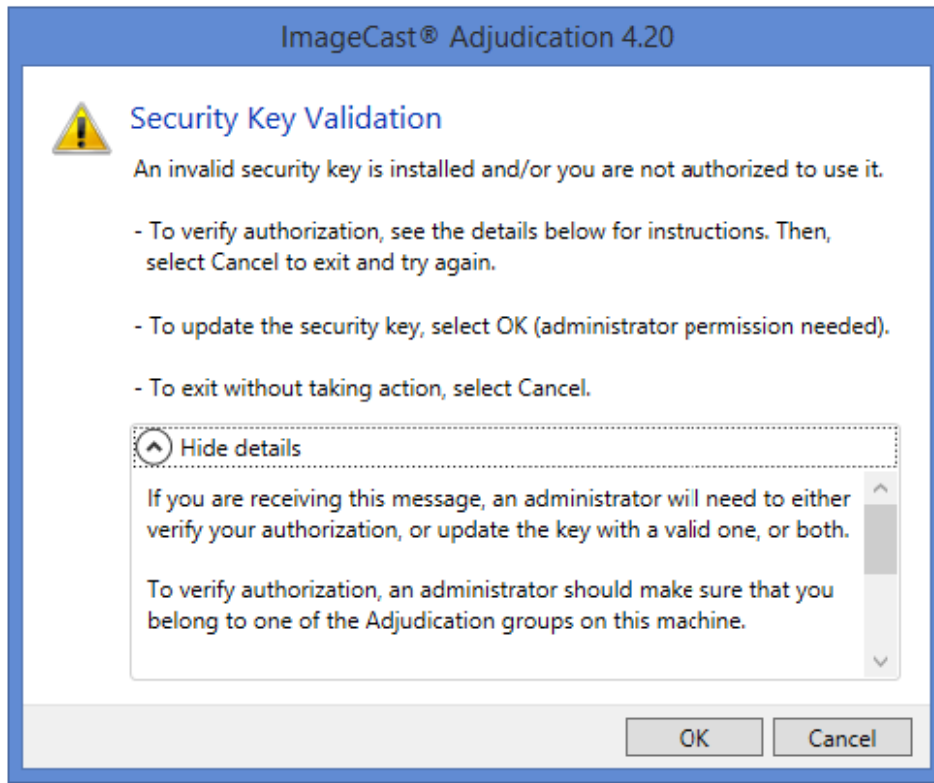 ImageCast® Adjudication 4.20
Security Key Validation
An invalid security key is installed and/or you are not authorized to use it.
- To verify authorization, see the details below for instructions. Then,
select Cancel to exit and try again.
- To update the security key, select OK (administrator permission needed).
- To exit without taking action, select Cancel.
Hide details
If you are receiving this message, an administrator will need to either
verify your authorization, or update the key with a valid one, or both.
To verify authorization, an administrator should make sure that you
belong to one of the Adjudication groups on this machine.
OK
Cancel